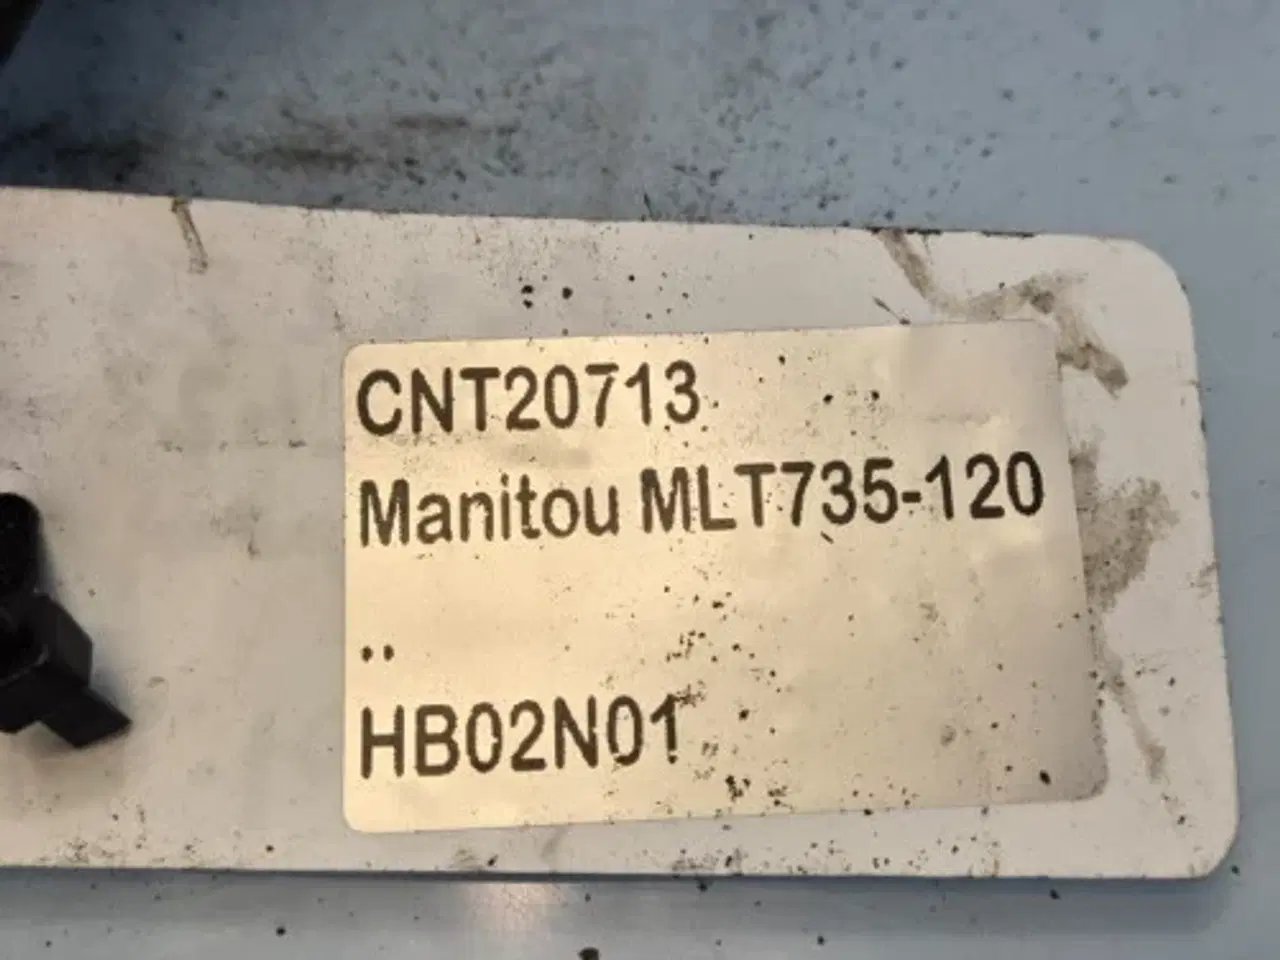 CNT20713
Manitou MLT735-120
..
HB02N01